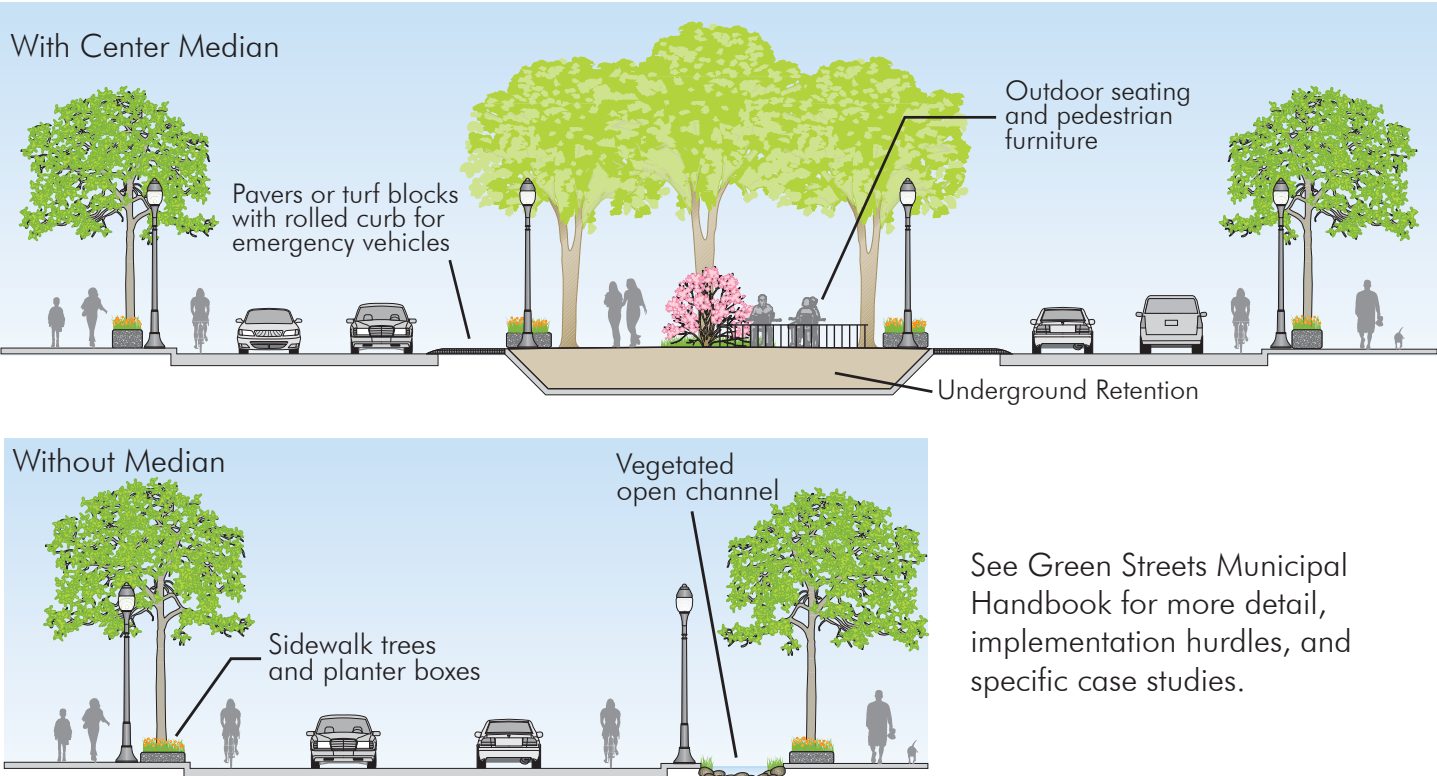 With Center Median
Outdoor seating
and pedestrian
furniture
Pavers or turf blocks
with rolled curb for
emergency vehicles
Underground Retention
Without Median
Vegetated
open channel
Sidewalk trees
and planter boxes
See Green Streets Municipal
Handbook for more detail,
implementation hurdles, and
specific case studies.